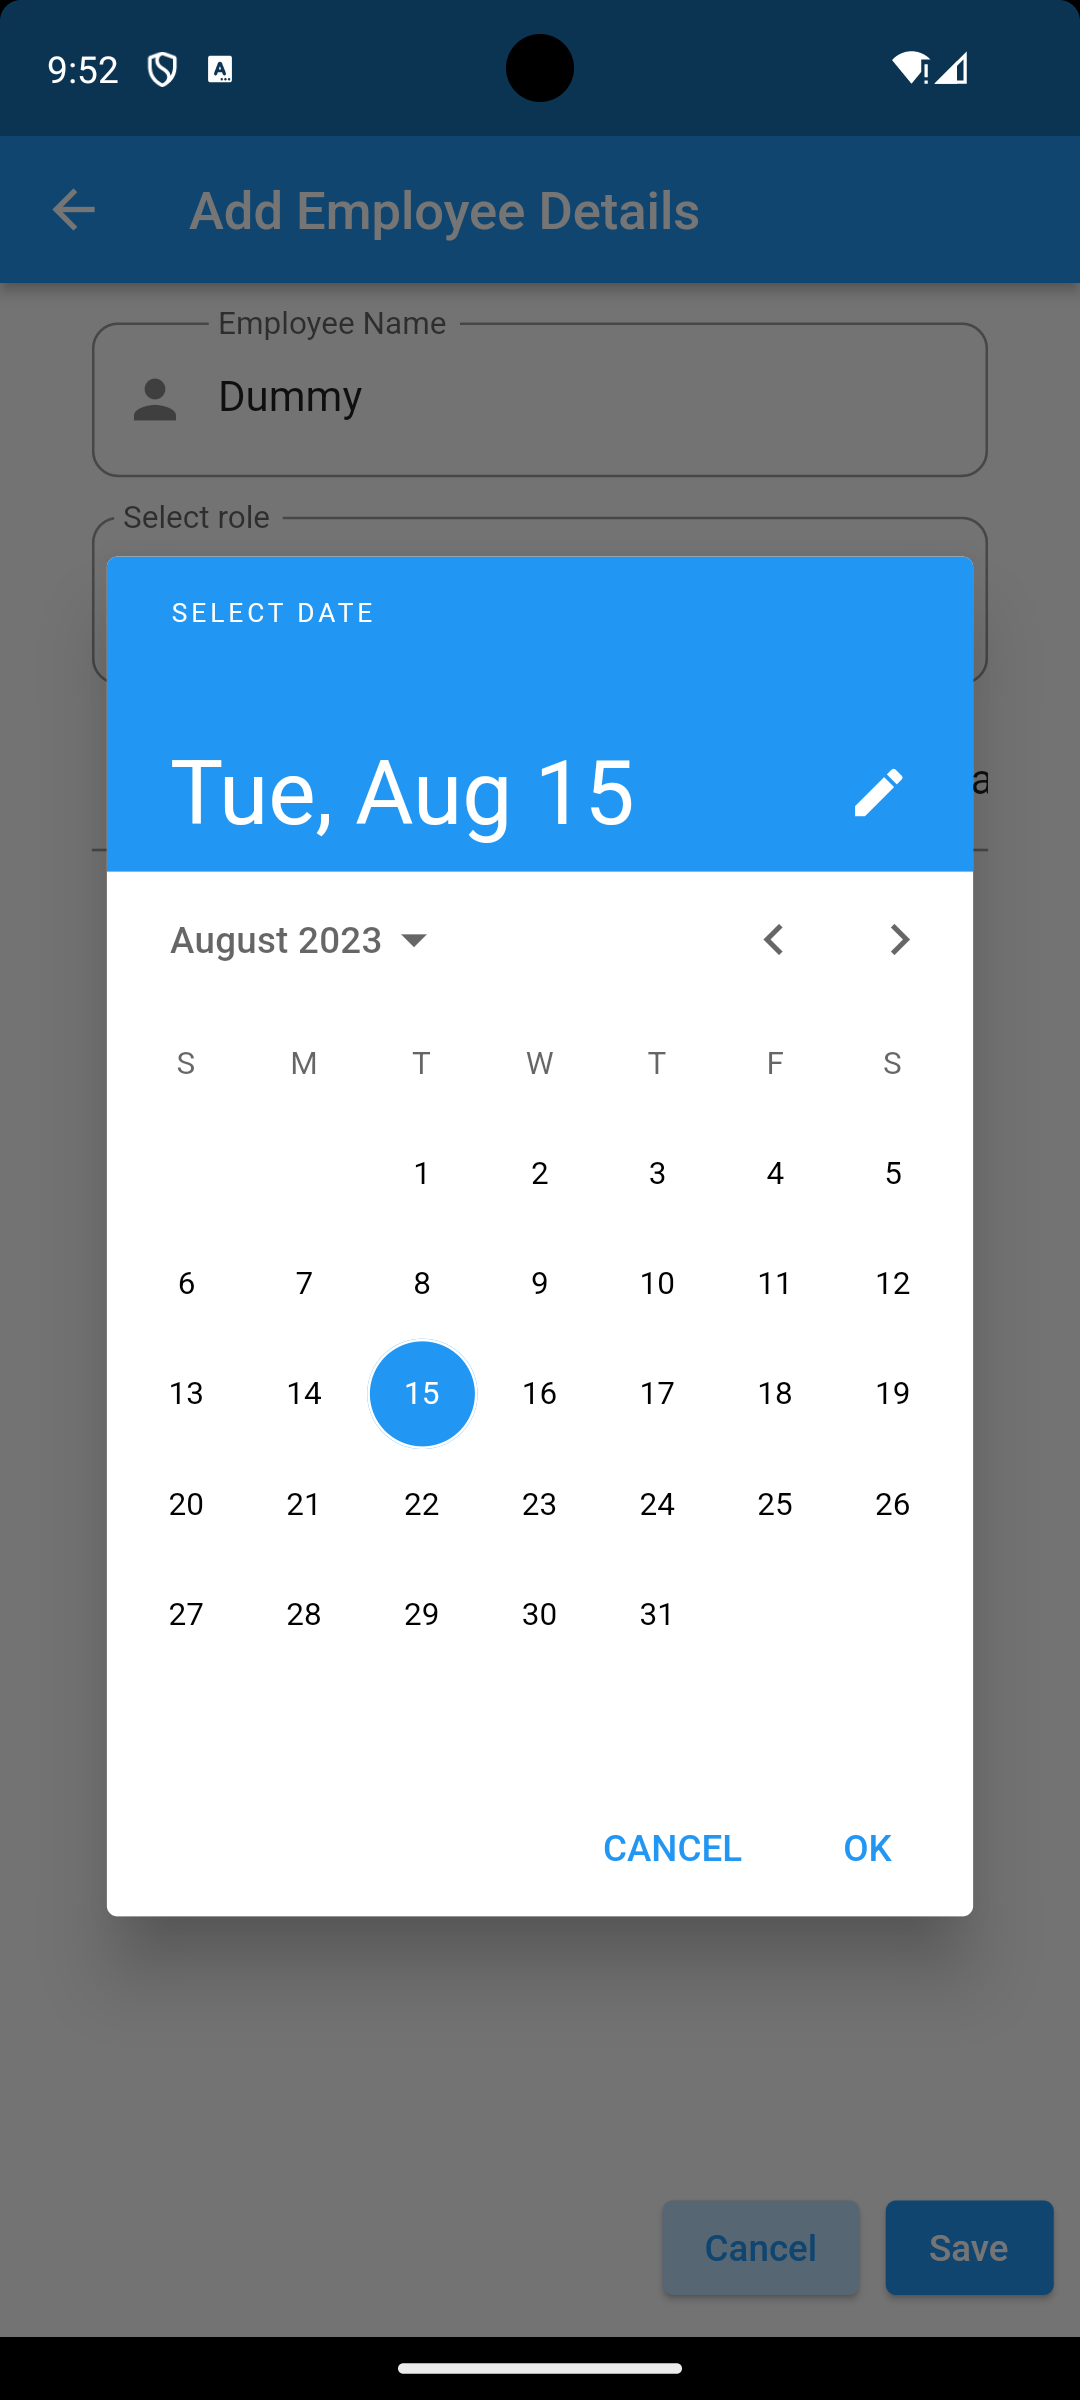 9:52
Add Employee Details
Employee Name
Dummy
Select role
SELECT DATE
Tue, Aug 15
a
August 2023
S M T W T F S
1 2 3 4 5
6 7 8 9 10 11 12
13 14 15 16 17 18 19
20 21 22 23 24 25 26
27 28 29 30 31
CANCEL OK
Cancel Save